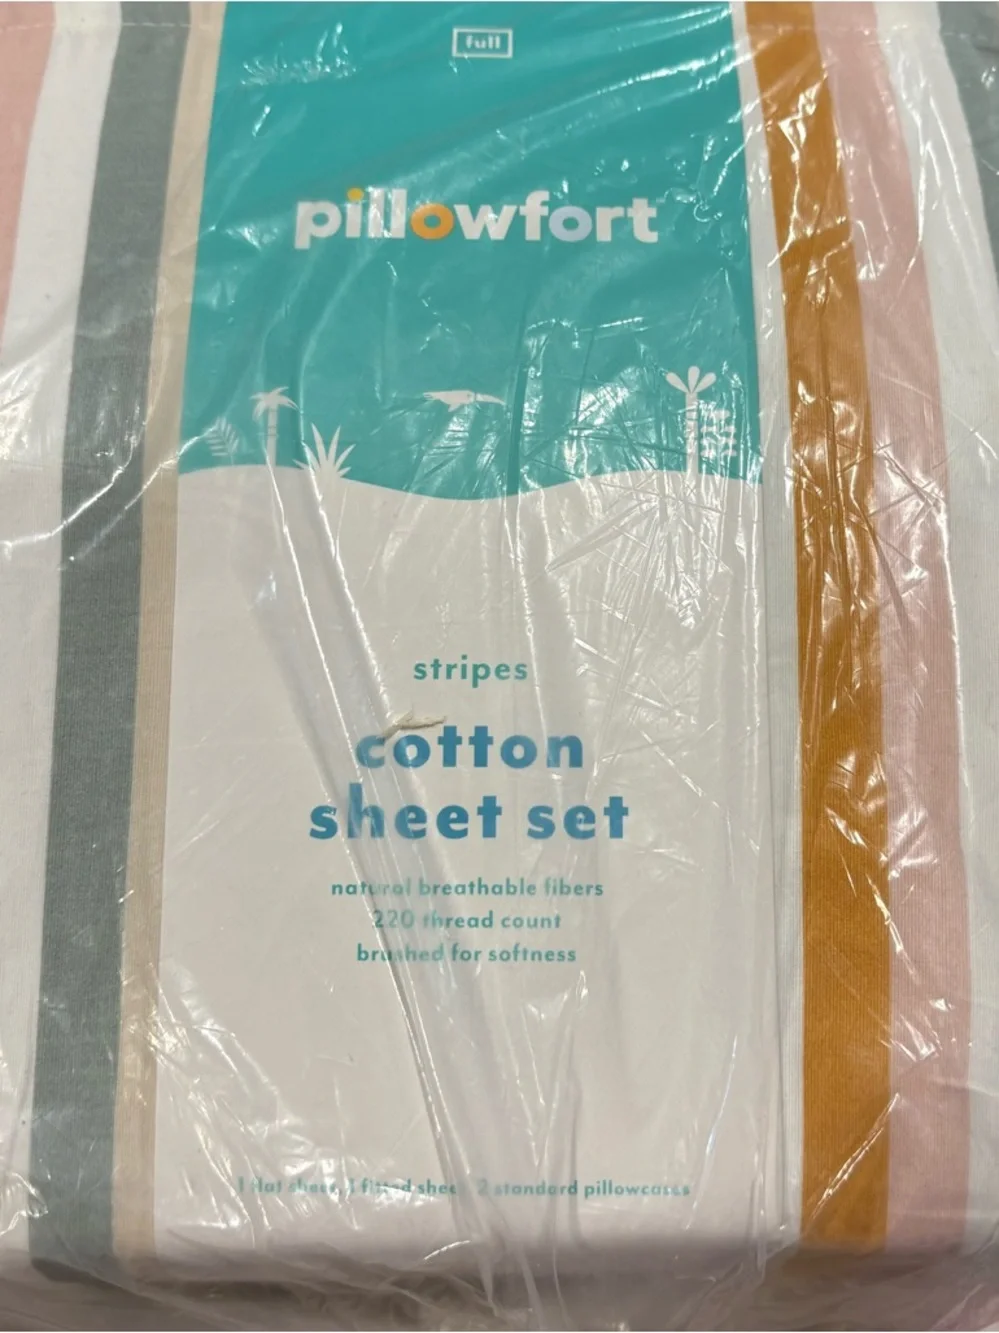 full
pillowfort
stripes
cotton
sheet set
natural breathable fibers
220 thread count
brushed for softness
1 flat sheet, 1 fitted sheet, 2 standard pillowcases